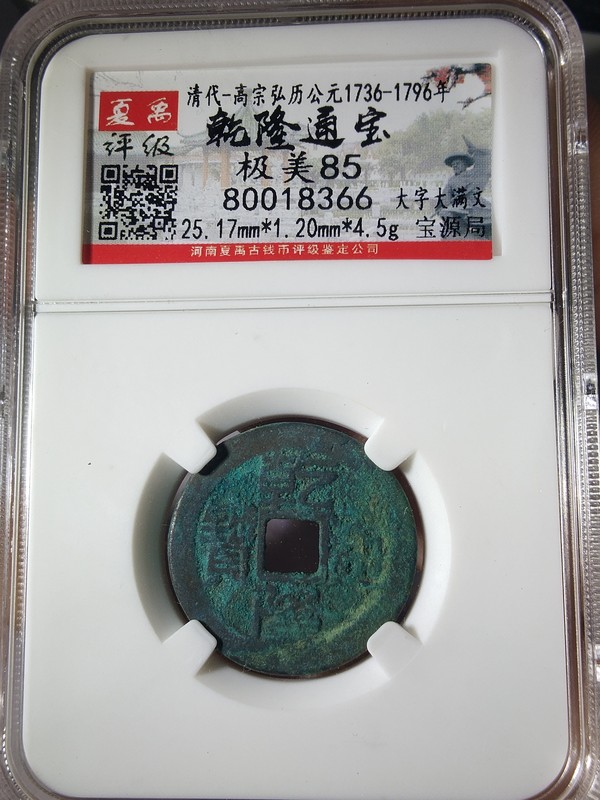 清代-高宗弘历公元1736-1796年
夏禹
评级
乾隆通宝
极美85
80018366 大字大满文
25.17mm*1.20mm*4.5g 宝源局
河南夏禹古钱币评级鉴定公司
乾隆通寳